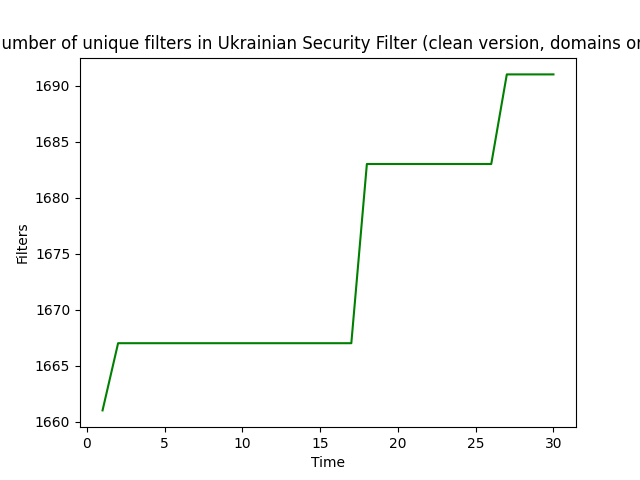 umber of unique filters in Ukrainian Security Filter (clean version, domains or
1690
1685
1680
1675
1670
1665
1660
Filters
0 5 10 15 20 25 30
Time